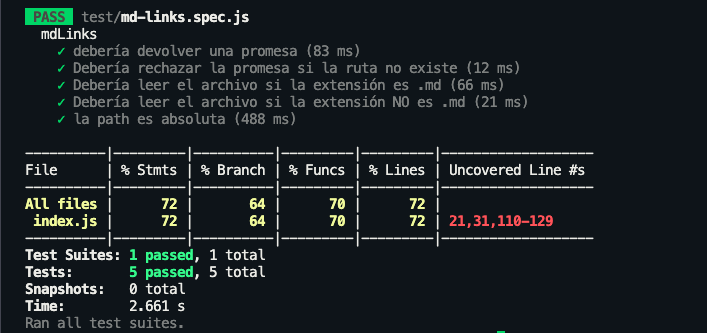 PASS test/md-links.spec.js
mdLinks
✓ debería devolver una promesa (83 ms)
✓ Debería rechazar la promesa si la ruta no existe (12 ms)
✓ Debería leer el archivo si la extensión es .md (66 ms)
✓ Debería leer el archivo si la extensión NO es .md (21 ms)
✓ la path es absoluta (488 ms)
----------|---------|----------|---------|---------|-------------------
File      | % Stmts | % Branch | % Funcs | % Lines | Uncovered Line #s
----------|---------|----------|---------|---------|-------------------
All files |      72 |       64 |      70 |      72 |
 index.js |      72 |       64 |      70 |      72 | 21,31,110-129
----------|---------|----------|---------|---------|-------------------
Test Suites: 1 passed, 1 total
Tests:       5 passed, 5 total
Snapshots:   0 total
Time:        2.661 s
Ran all test suites.